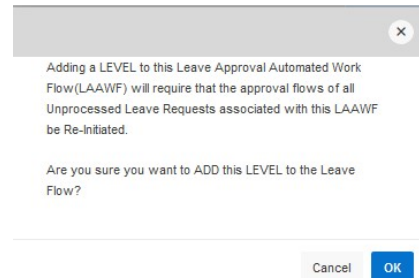 Adding a LEVEL to this Leave Approval Automated Work
Flow(LAAWF) will require that the approval flows of all
Unprocessed Leave Requests associated with this LAAWF
be Re-Initiated.
Are you sure you want to ADD this LEVEL to the Leave
Flow?
Cancel OK